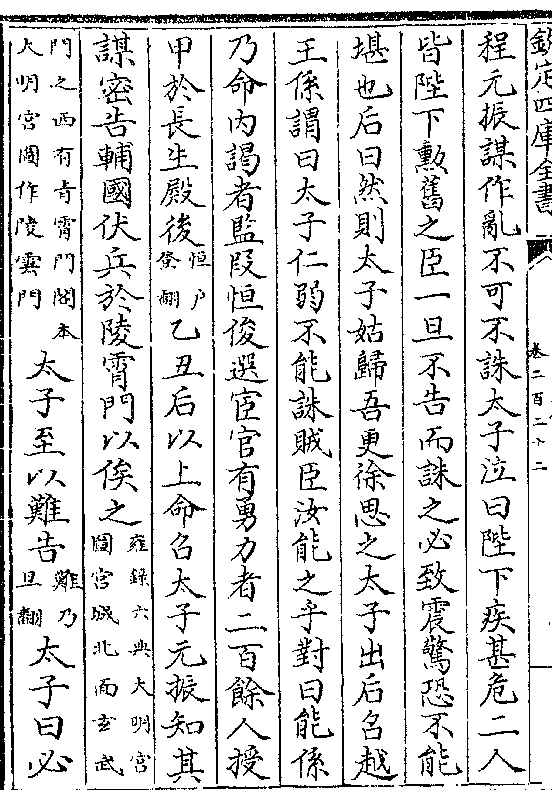 欽定四庫全書
卷二百二十二
程元振謀作亂不可不誅太子泣曰陛下疾甚危二人
皆陛下勲舊之臣一旦不告而誅之必致震驚恐不能
堪也后曰然則太子姑歸吾更徐思之太子出后召越
王係謂曰太子仁弱不能誅賊臣汝能之乎對曰能係
乃命内謁者監段恒俊選宦官有勇力者二百餘人授
甲於長生殿後恒户登翻乙丑后以上命召太子元振知其
謀密告輔國伏兵於陵霄門以俟之雍録六典大明宮圖宮城北面玄武
門之西有青霄門閣本大明宮圖作陵雲門太子至以難告難乃旦翻太子曰必